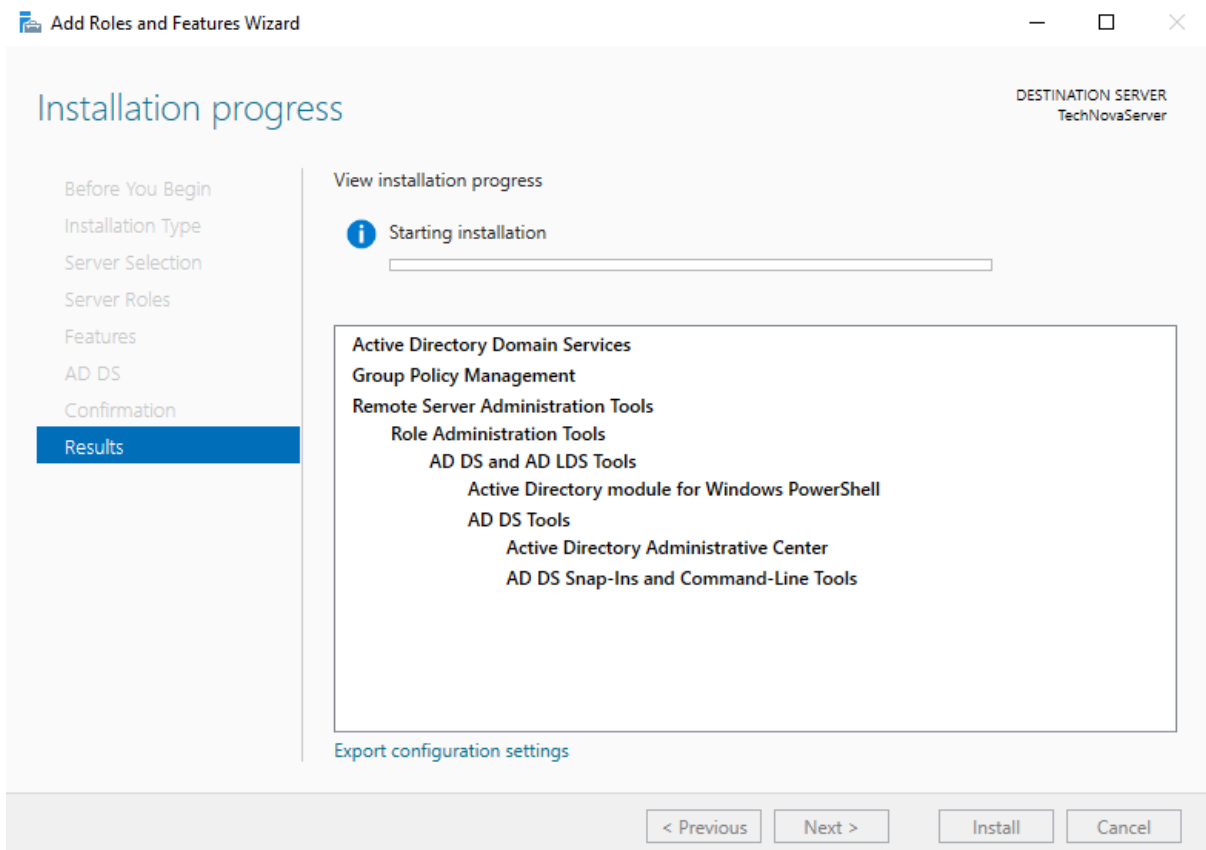 Add Roles and Features Wizard
Installation progress
DESTINATION SERVER
TechNovaServer
Before You Begin
Installation Type
Server Selection
Server Roles
Features
AD DS
Confirmation
Results
View installation progress
Starting installation
Active Directory Domain Services
Group Policy Management
Remote Server Administration Tools
Role Administration Tools
AD DS and AD LDS Tools
Active Directory module for Windows PowerShell
AD DS Tools
Active Directory Administrative Center
AD DS Snap-Ins and Command-Line Tools
Export configuration settings
< Previous
Next >
Install
Cancel